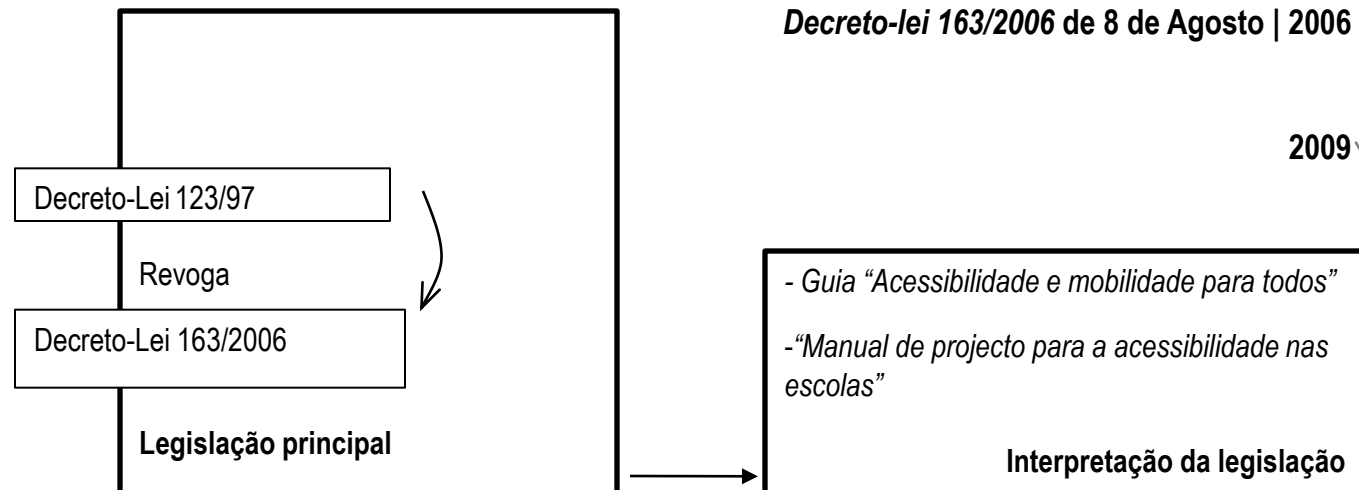 Decreto-lei 163/2006 de 8 de Agosto | 2006
2009
Decreto-Lei 123/97
Revoga
Decreto-Lei 163/2006
Legislação principal
- Guia “Acessibilidade e mobilidade para todos”
-“Manual de projecto para a acessibilidade nas
escolas”
Interpretação da legislação